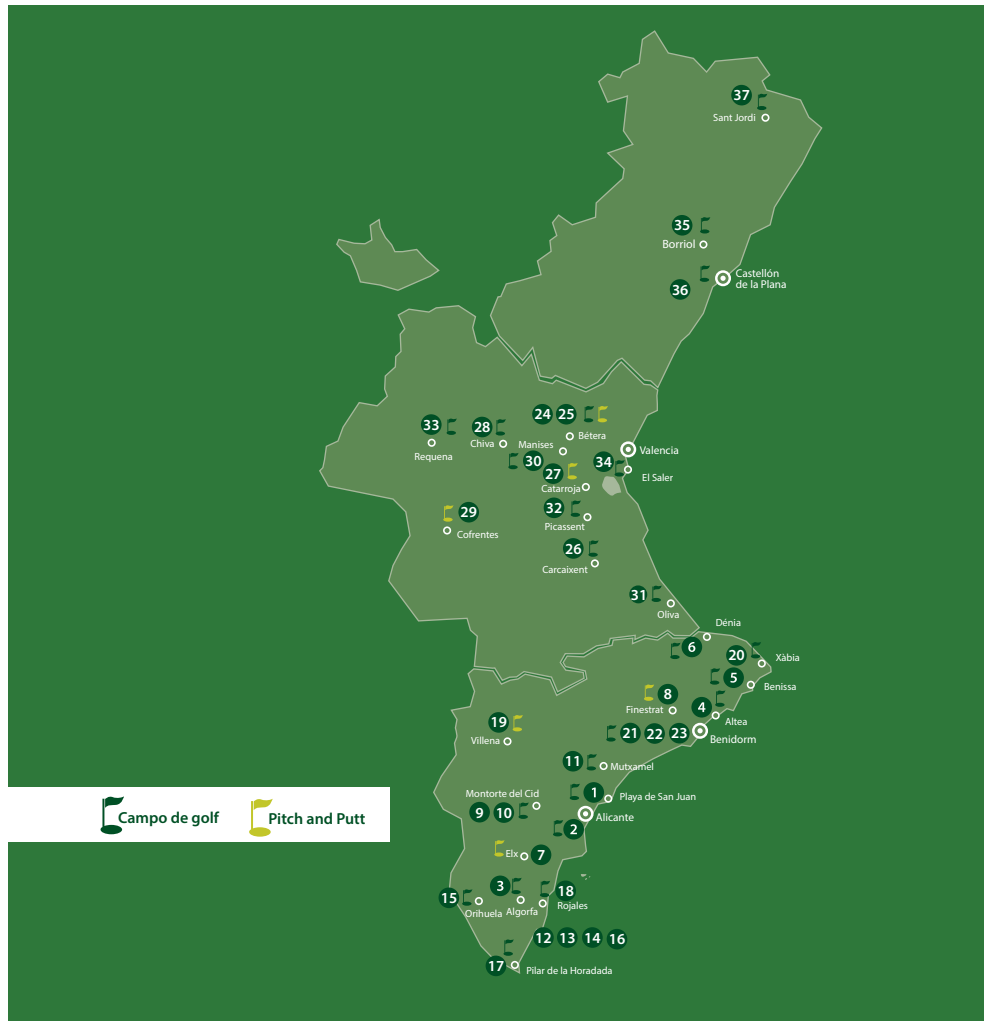 37
Sant Jordi
35
Borriol
Castellón
de la Plana
36
24 25
33
28
Bétera
Chiva
Manises
Requena
Valencia
30
34
27
El Saler
Catarroja
32
29
Picassent
Cofrentes
26
Carcaixent
31
Oliva
Dénia
6
20
Xàbia
5
Benissa
8
4
Finestrat
Altea
19
21 22 23
Villena
Benidorm
11
Mutxamel
1
Playa de San Juan
Montorte del Cid
9 10
Alicante
Campo de golf
Pitch and Putt
2
Elx
7
3
18
15
Orihuela
Algorfa
Rojales
12 13 14 16
17
Pilar de la Horadada